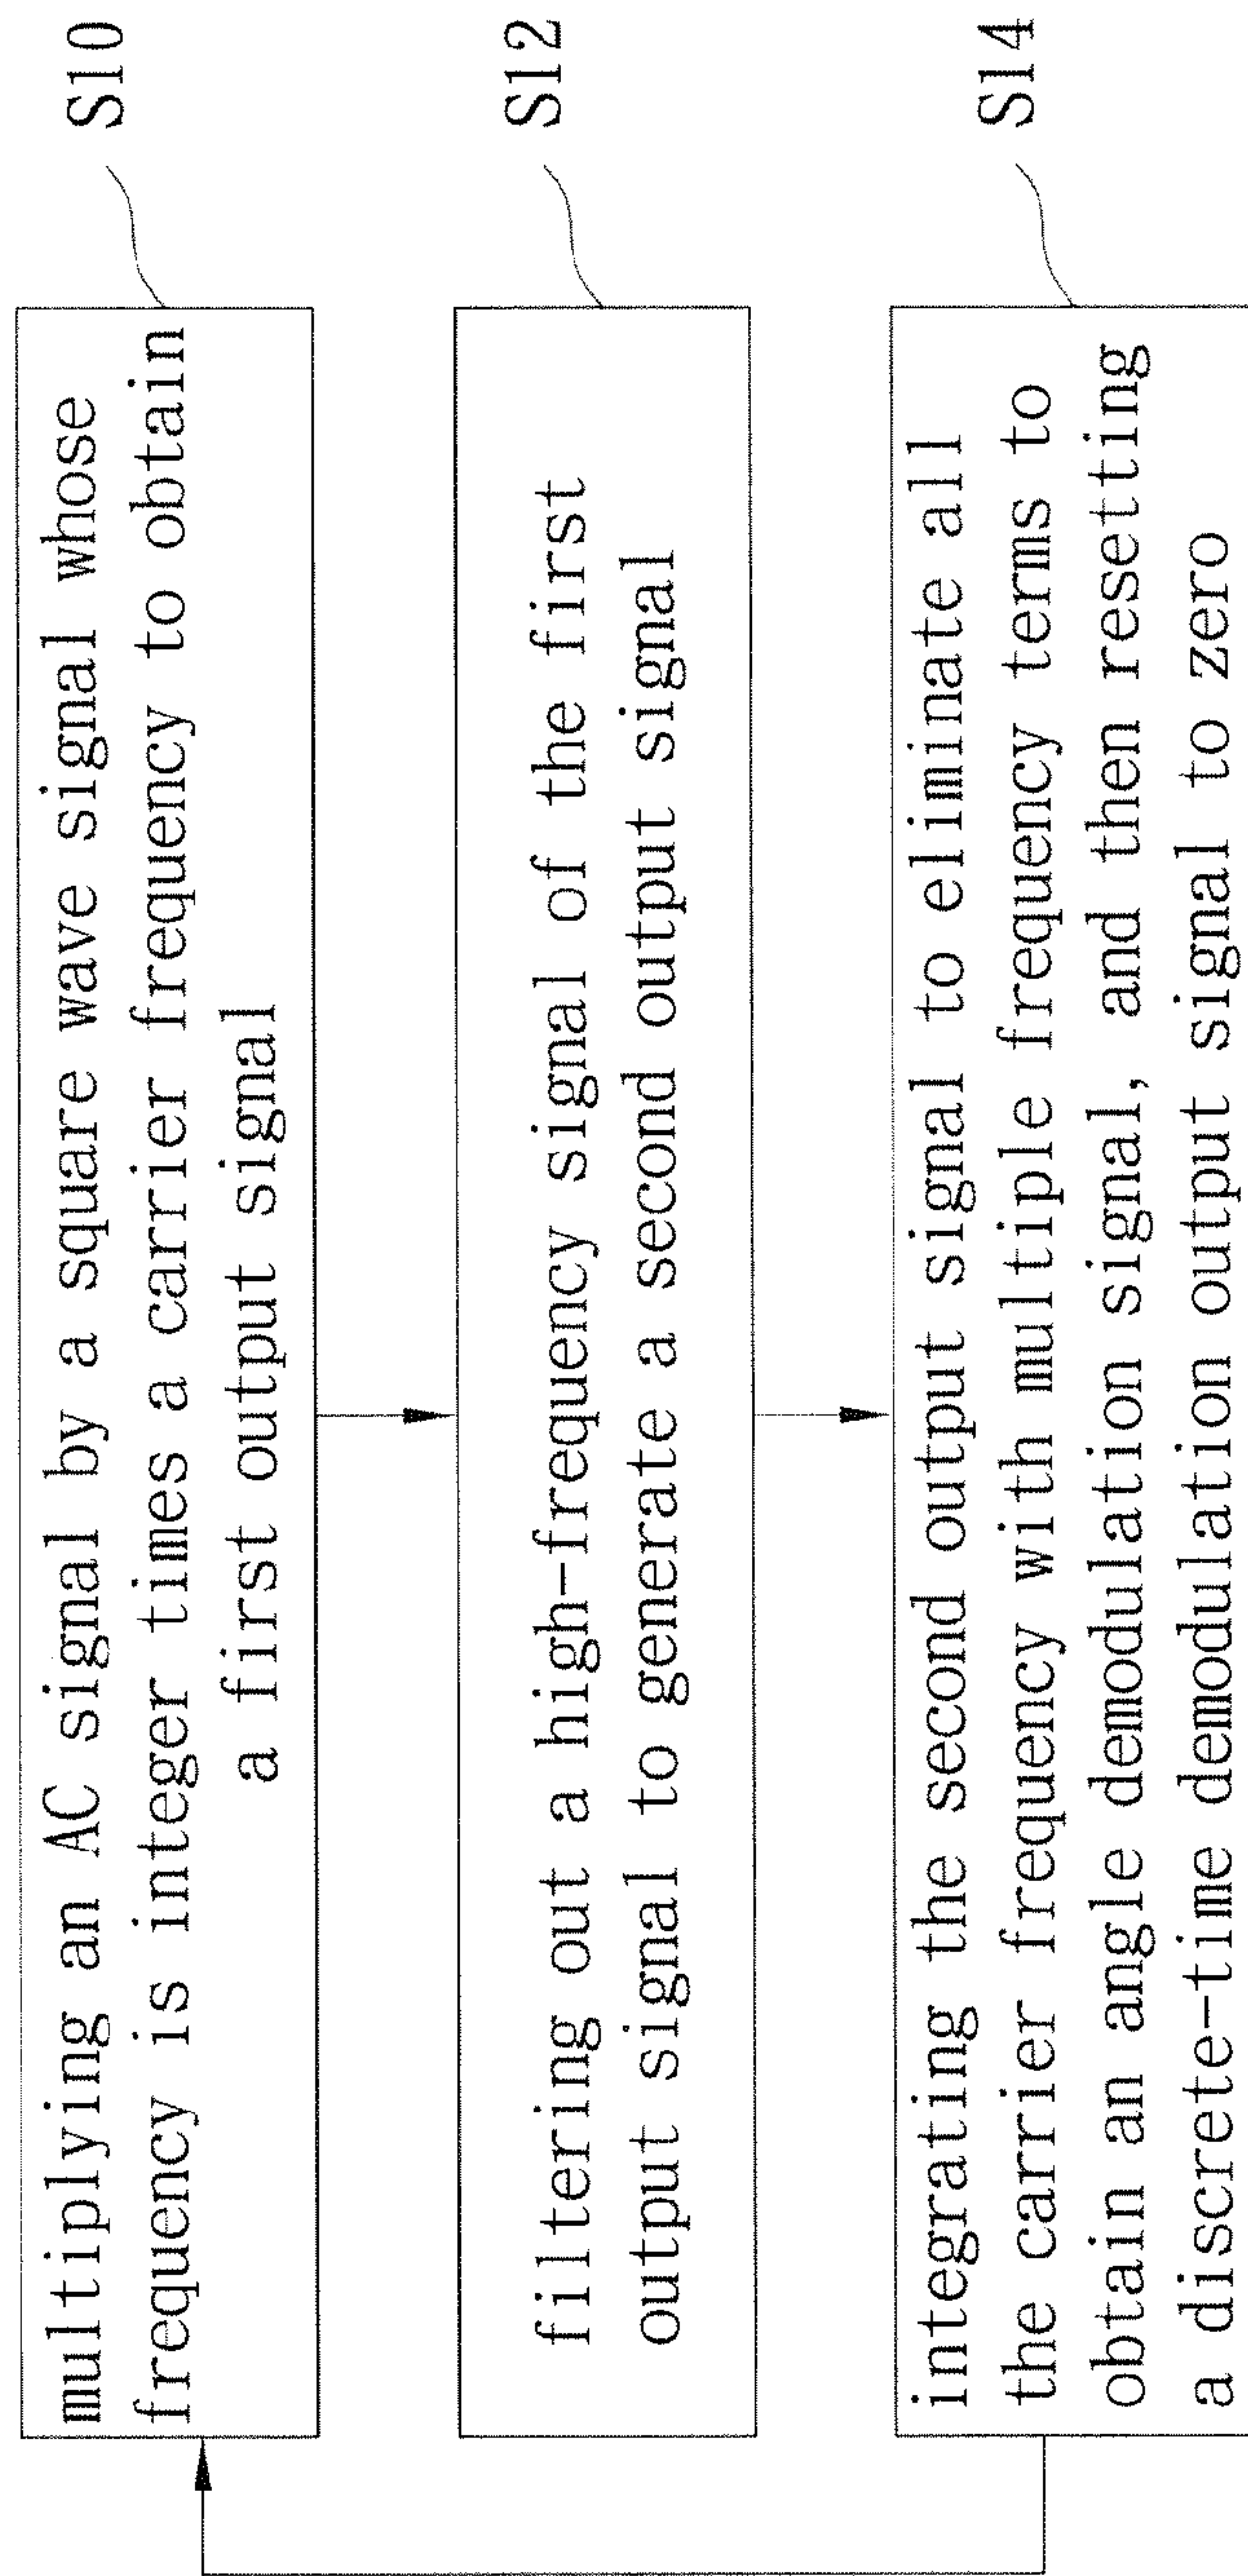 multiplying an AC signal by a square wave signal whose
frequency is integer times a carrier frequency to obtain
a first output signal
S10
filtering out a high-frequency signal of the first
output signal to generate a second output signal
S12
integrating the second output signal to eliminate all
the carrier frequency with multiple frequency terms to
obtain an angle demodulation signal, and then resetting
a discrete-time demodulation output signal to zero
S14